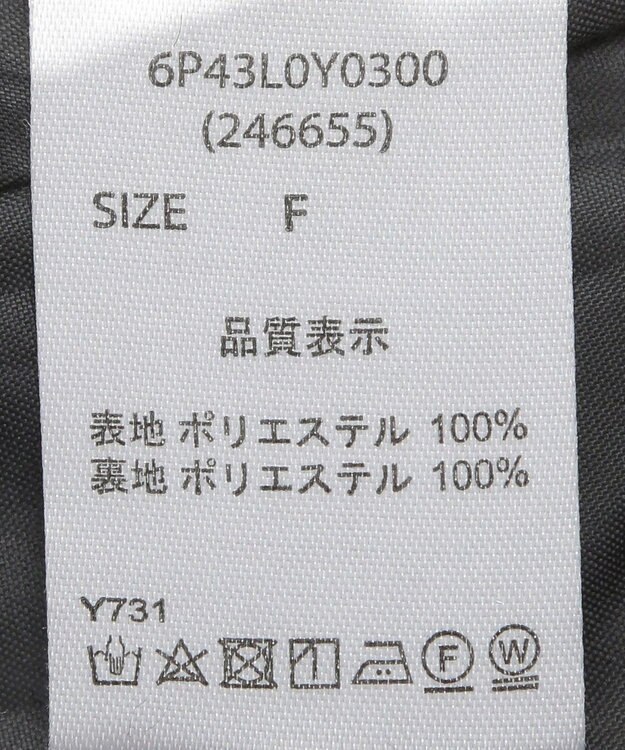 6P43L0Y0300
(246655)
SIZE F
品質表示
表地 ポリエステル 100%
裏地 ポリエステル 100%
Y731
F W